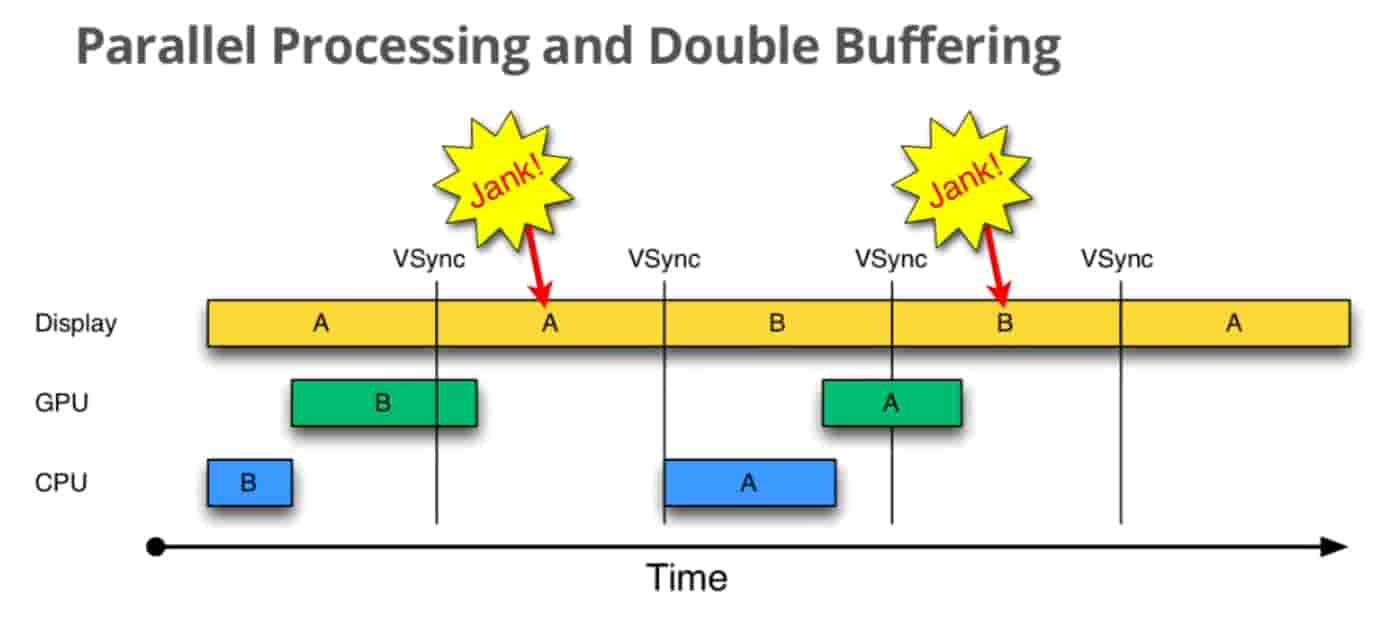 Parallel Processing and Double Buffering
Jank! Jank!
VSync VSync VSync VSync
Display A A B B A
GPU B A
CPU B A
Time